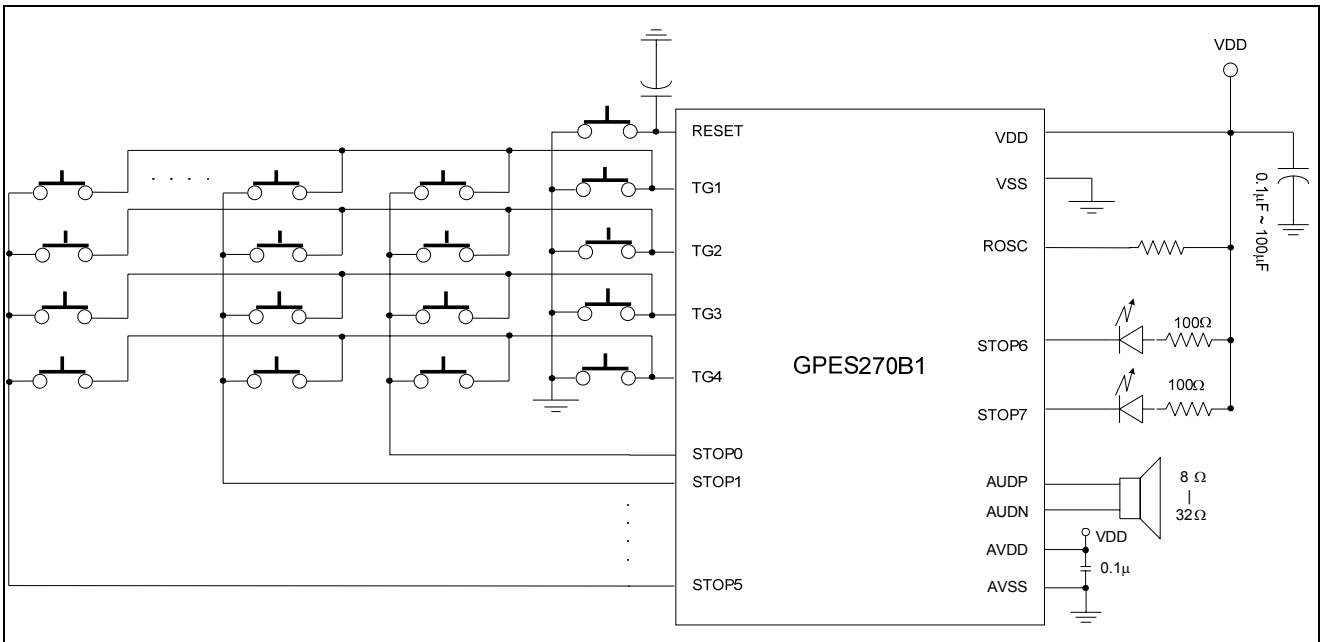 VDD
RESET
VDD
TG1
VSS
0.1μF ~ 100μF
TG2
ROSC
TG3
100Ω
STOP6
GPES270B1
TG4
100Ω
STOP7
STOP0
STOP1
AUDP
8 Ω
|
32Ω
AUDN
VDD
AVDD
0.1μ
STOP5
AVSS